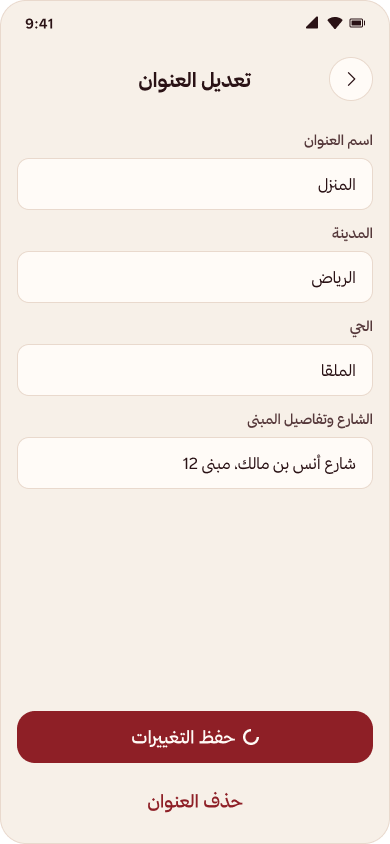 9:41
تعديل العنوان
اسم العنوان
المنزل
المدينة
الرياض
الحي
الملقا
الشارع وتفاصيل المبنى
شارع أنس بن مالك، مبنى 12
حفظ التغييرات
حذف العنوان